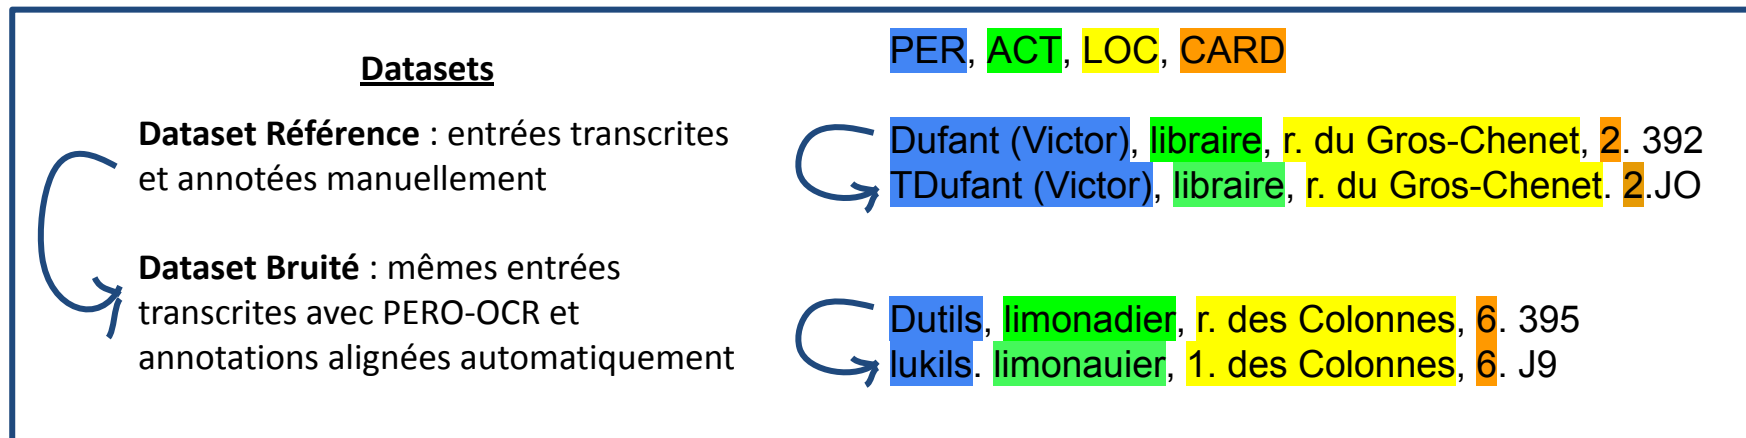 Datasets
Dataset Référence : entrées transcrites
et annotées manuellement
Dataset Bruité : mêmes entrées
transcrites avec PERO-OCR et
annotations alignées automatiquement
PER, ACT, LOC, CARD
Dufant (Victor), libraire, r. du Gros-Chenet, 2. 392
TDufant (Victor), libraire, r. du Gros-Chenet. 2.JO
Dutils, limonadier, r. des Colonnes, 6. 395
lukils. limonauier, 1. des Colonnes, 6. J9